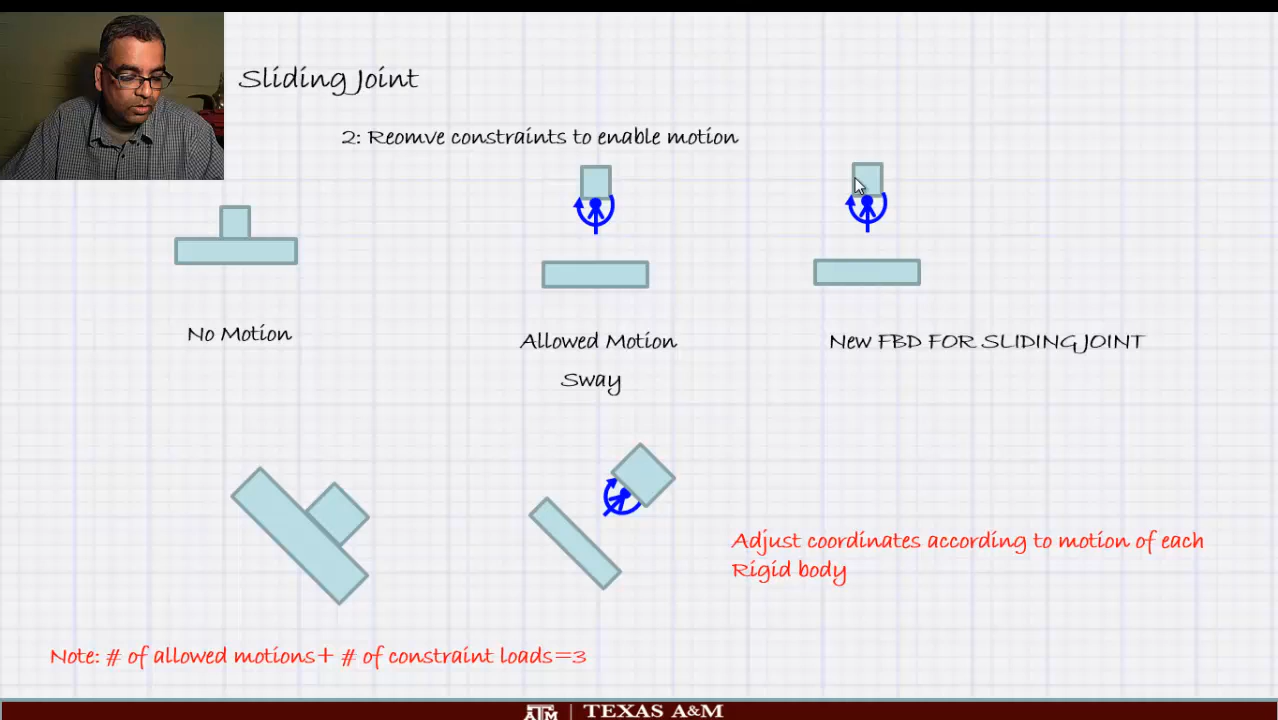 Sliding Joint
2: Reomve constraints to enable motion
No Motion
Allowed Motion
Sway
New FBD FOR SLIDING JOINT
Adjust coordinates according to motion of each
Rigid body
Note: # of allowed motions+ # of constraint loads=3
ATM | TEXAS A&M